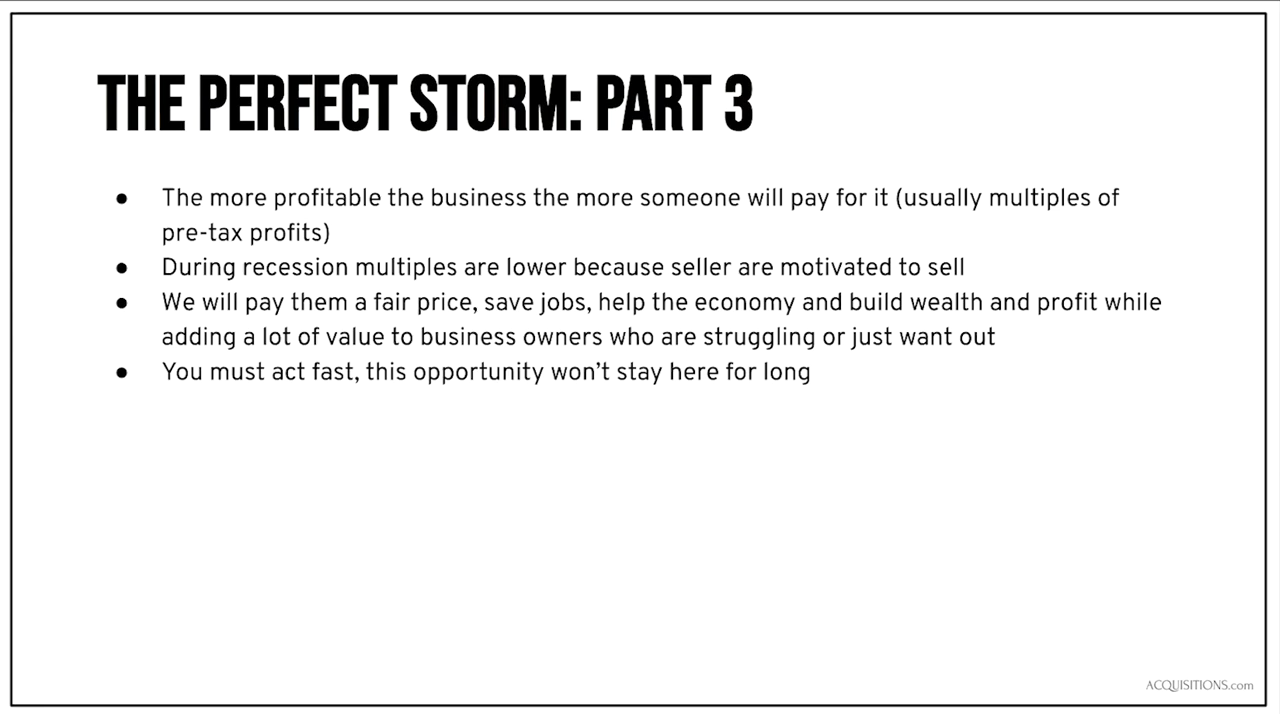 THE PERFECT STORM: PART 3
● The more profitable the business the more someone will pay for it (usually multiples of
pre-tax profits)
● During recession multiples are lower because seller are motivated to sell
● We will pay them a fair price, save jobs, help the economy and build wealth and profit while
adding a lot of value to business owners who are struggling or just want out
● You must act fast, this opportunity won't stay here for long
ACQUISITIONS.com